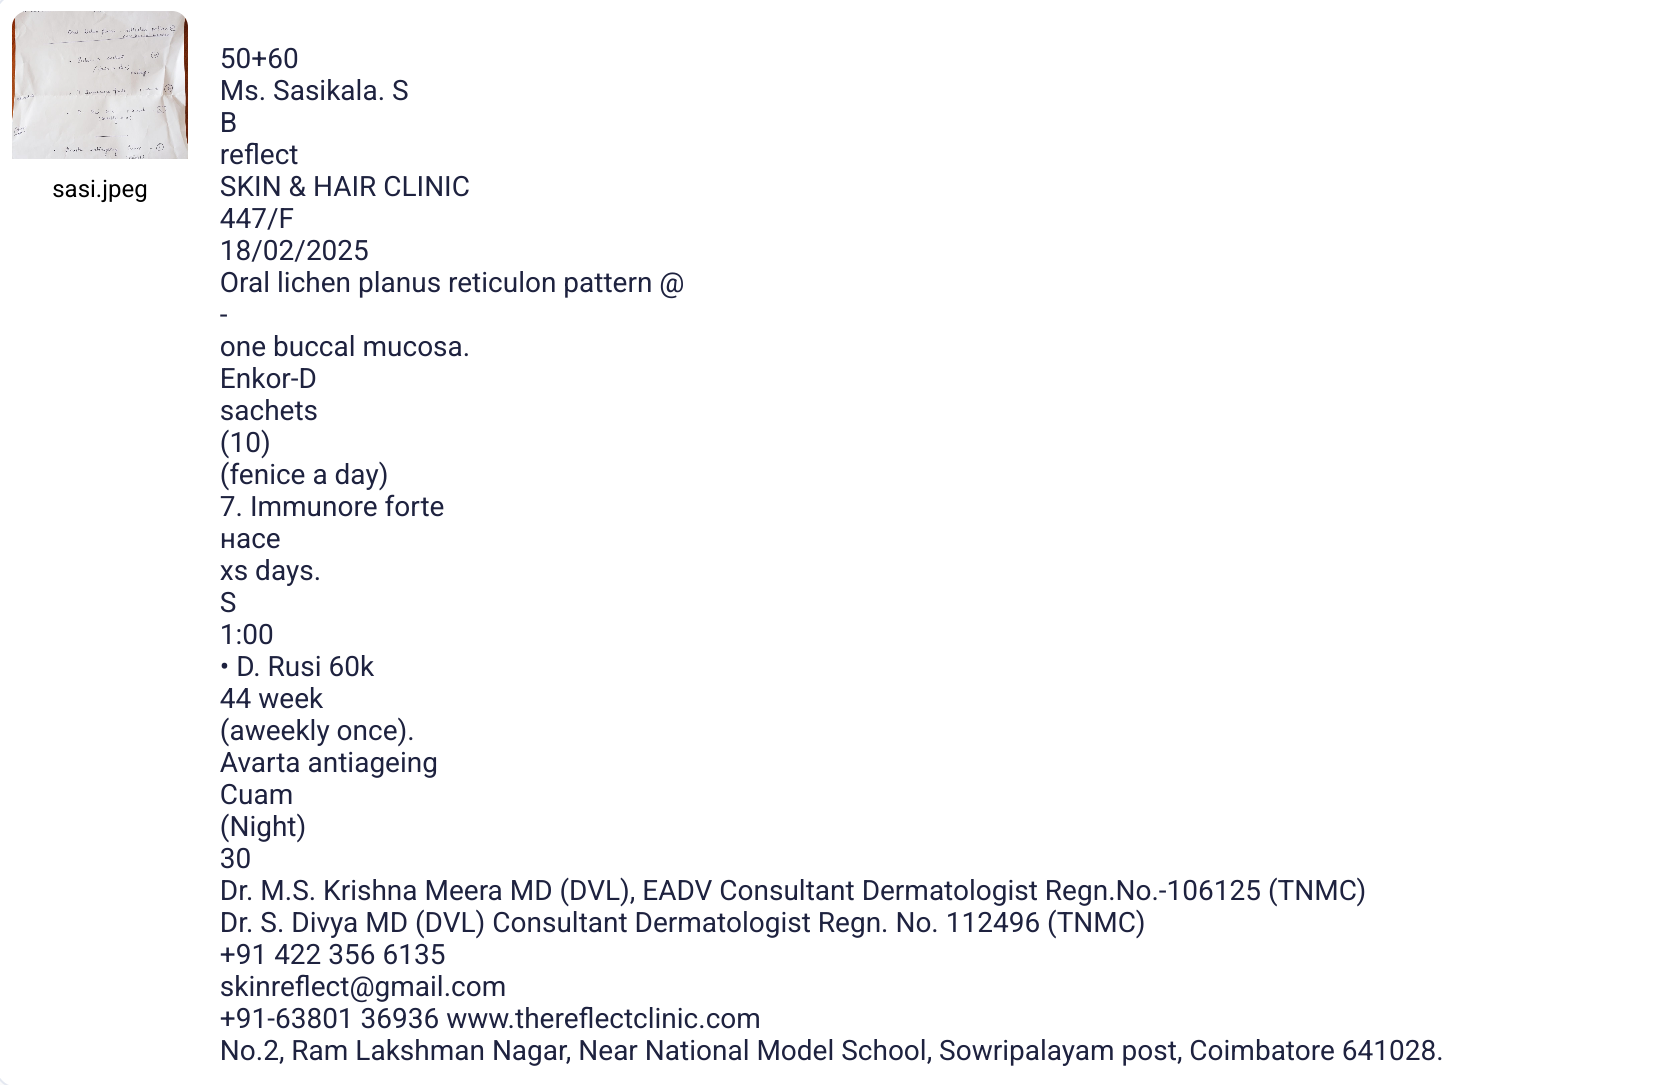 50+60
Ms. Sasikala. S
B
reflect
SKIN & HAIR CLINIC
447/F
18/02/2025
Oral lichen planus reticulon pattern @
-
one buccal mucosa.
Enkor-D
sachets
(10)
(fenice a day)
7. Immunore forte
насе
xs days.
S
1:00
• D. Rusi 60k
44 week
(aweekly once).
Avarta antiageing
Cuam
(Night)
30
Dr. M.S. Krishna Meera MD (DVL), EADV Consultant Dermatologist Regn.No.-106125 (TNMC)
Dr. S. Divya MD (DVL) Consultant Dermatologist Regn. No. 112496 (TNMC)
+91 422 356 6135
skinreflect@gmail.com
+91-63801 36936 www.thereflectclinic.com
No.2, Ram Lakshman Nagar, Near National Model School, Sowripalayam post, Coimbatore 641028.
sasi.jpeg